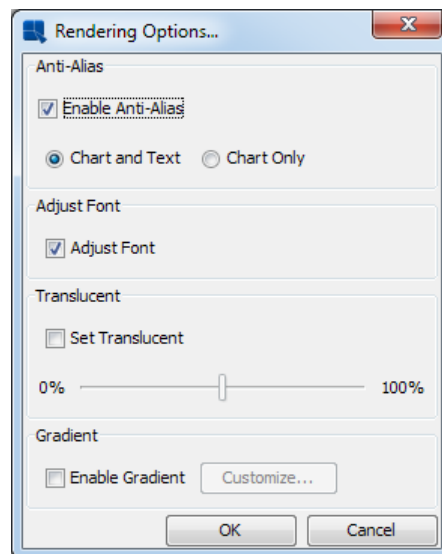 Rendering Options...
Anti-Alias
Enable Anti-Alias
Chart and Text Chart Only
Adjust Font
Adjust Font
Translucent
Set Translucent
0% 100%
Gradient
Enable Gradient Customize...
OK Cancel